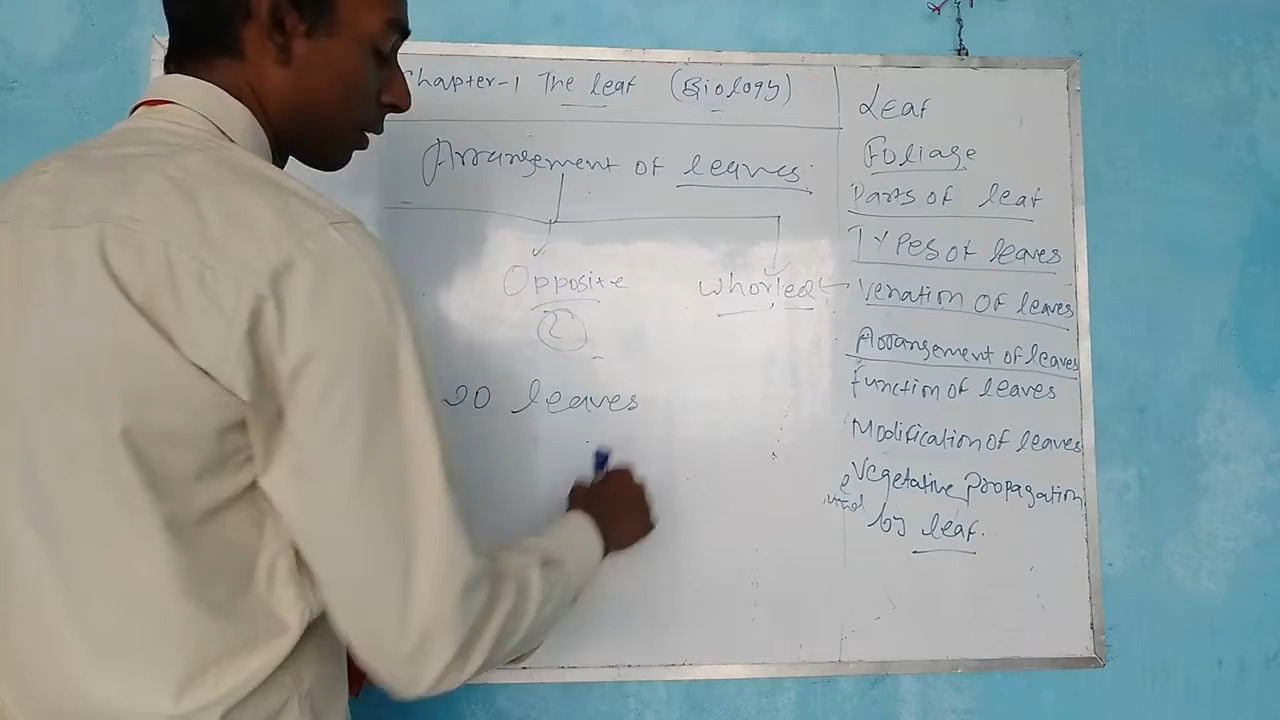 Chapter-1 The leaf (Biology)
Arrangement of leaves
Opposite
whorled
2
20 leaves
Leaf
Foliage
Parts of leaf
Types of leaves
Venation of leaves
Arrangement of leaves
Function of leaves
Modification of leaves
Vegetative Propagation
by leaf.